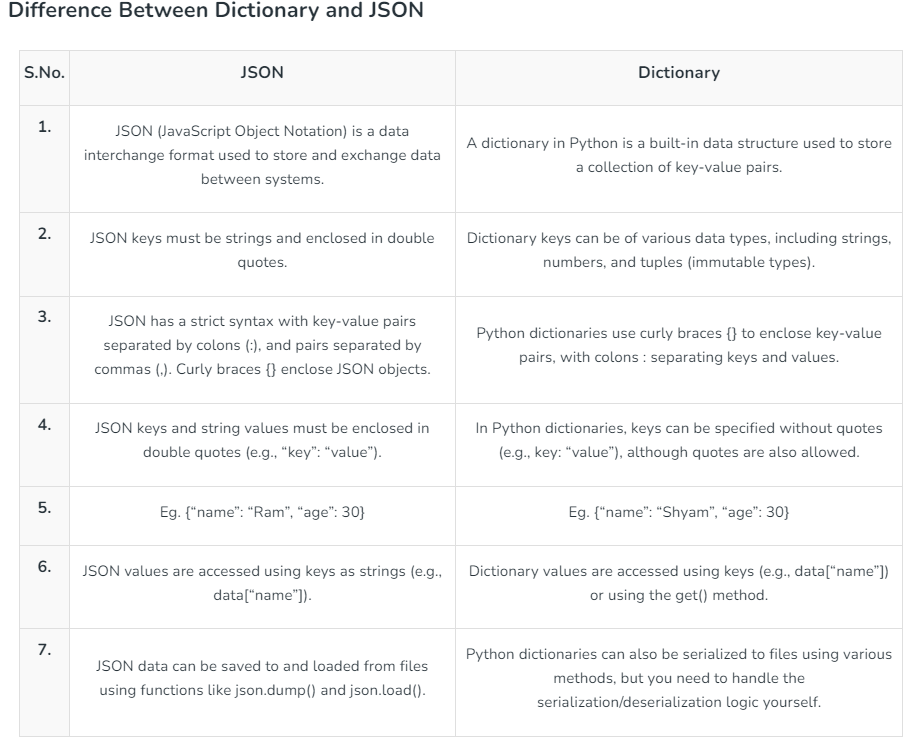 Difference Between Dictionary and JSON
S.No. JSON Dictionary
1.
JSON (JavaScript Object Notation) is a data
interchange format used to store and exchange data
between systems.
A dictionary in Python is a built-in data structure used to store
a collection of key-value pairs.
2.
JSON keys must be strings and enclosed in double
quotes.
Dictionary keys can be of various data types, including strings,
numbers, and tuples (immutable types).
3.
JSON has a strict syntax with key-value pairs
separated by colons (:), and pairs separated by
commas (,). Curly braces {} enclose JSON objects.
Python dictionaries use curly braces {} to enclose key-value
pairs, with colons : separating keys and values.
4.
JSON keys and string values must be enclosed in
double quotes (e.g., “key”: “value”).
In Python dictionaries, keys can be specified without quotes
(e.g., key: “value”), although quotes are also allowed.
5.
Eg. {“name”: “Ram”, “age”: 30}
Eg. {“name”: “Shyam”, “age”: 30}
6.
JSON values are accessed using keys as strings (e.g.,
data[“name”]).
Dictionary values are accessed using keys (e.g., data[“name”])
or using the get() method.
7.
JSON data can be saved to and loaded from files
using functions like json.dump() and json.load().
Python dictionaries can also be serialized to files using various
methods, but you need to handle the
serialization/deserialization logic yourself.